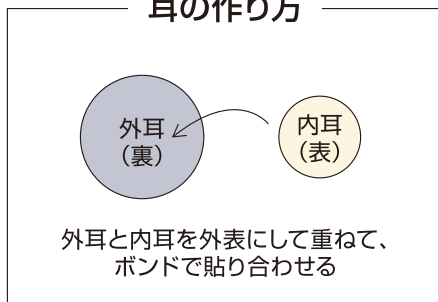 耳の作り方
外耳
（裏）
内耳
（表）
外耳と内耳を外表にして重ねて、
ボンドで貼り合わせる